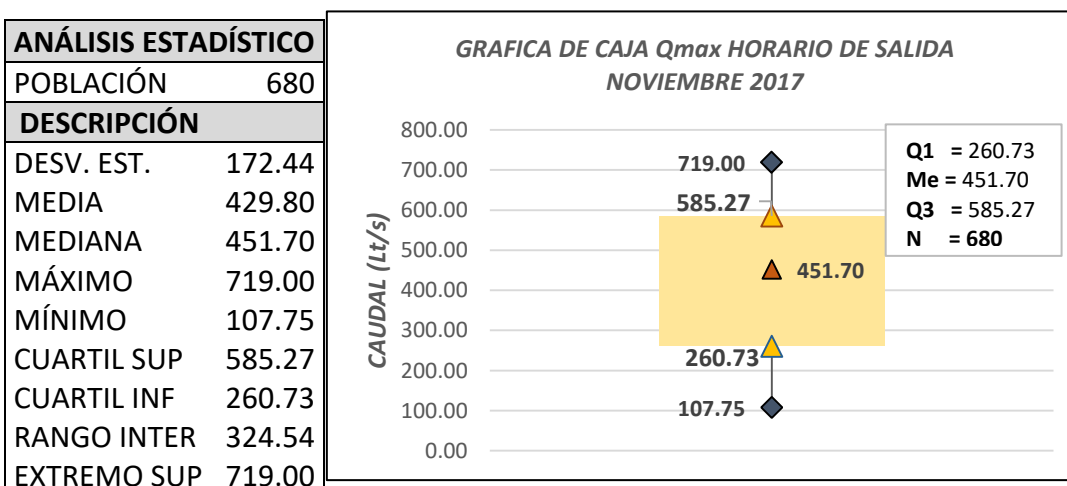 ANÁLISIS ESTADÍSTICO
POBLACIÓN 680
DESCRIPCIÓN
DESV. EST. 172.44
MEDIA 429.80
MEDIANA 451.70
MÁXIMO 719.00
MÍNIMO 107.75
CUARTIL SUP 585.27
CUARTIL INF 260.73
RANGO INTER 324.54
EXTREMO SUP 719.00
GRAFICA DE CAJA Qmax HORARIO DE SALIDA
NOVIEMBRE 2017
CAUDAL (Lt/s)
800.00
700.00
600.00
500.00
400.00
300.00
200.00
100.00
0.00
719.00
585.27
451.70
260.73
107.75
Q1 = 260.73
Me = 451.70
Q3 = 585.27
N = 680